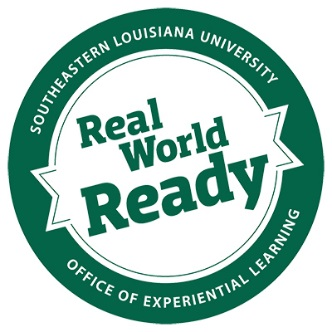 SOUTHEASTERN LOUISIANA UNIVERSITY
Real
World
Ready
OFFICE OF EXPERIENTIAL LEARNING